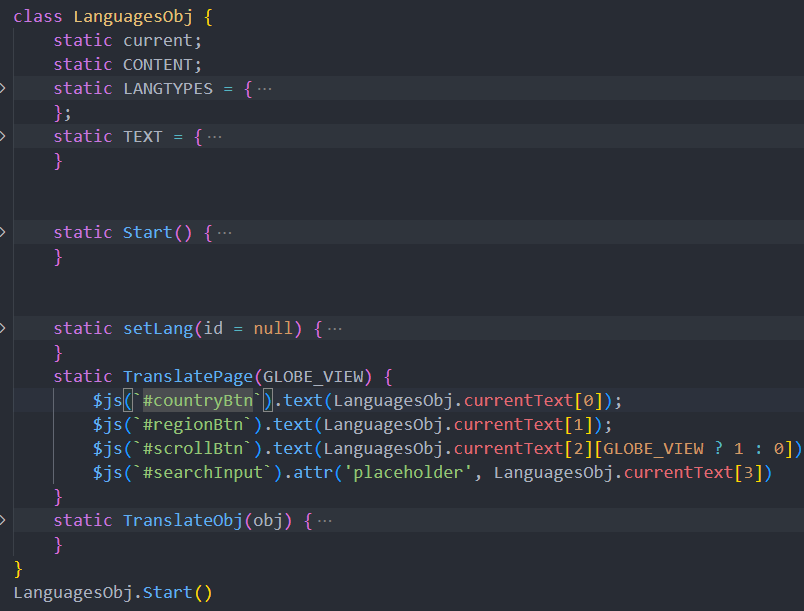 class LanguagesObj {
    static current;
    static CONTENT;
    static LANGTYPES = {···
    };
    static TEXT = {···
    }
    static Start() {···
    }
    static setLang(id = null) {···
    }
    static TranslatePage(GLOBE_VIEW) {
        $js(`#countryBtn`).text(LanguagesObj.currentText[0]);
        $js(`#regionBtn`).text(LanguagesObj.currentText[1]);
        $js(`#scrollBtn`).text(LanguagesObj.currentText[2][GLOBE_VIEW ? 1 : 0])
        $js(`#searchInput`).attr('placeholder', LanguagesObj.currentText[3])
    }
    static TranslateObj(obj) {···
    }
}
LanguagesObj.Start()